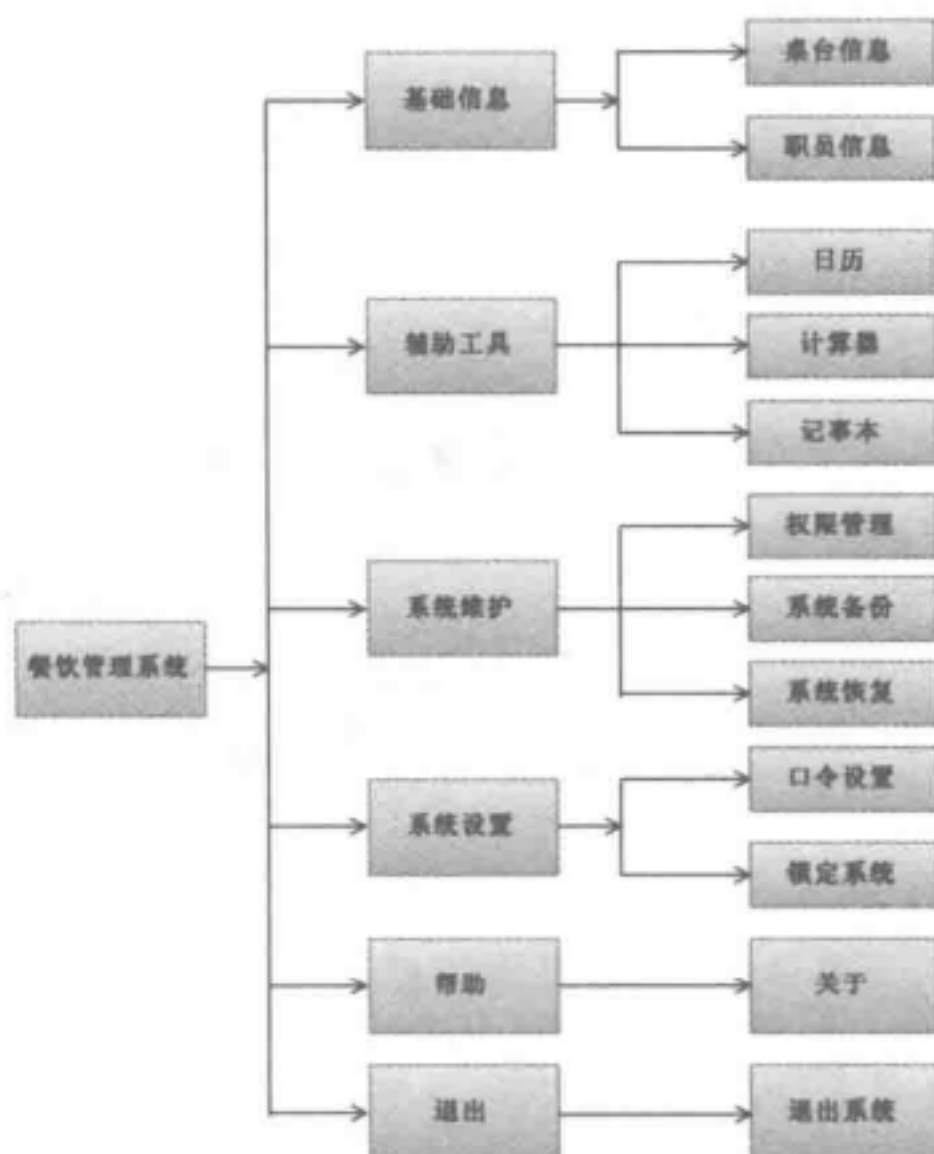 餐饮管理系统
基础信息
桌台信息
职员信息
辅助工具
日历
计算器
记事本
系统维护
权限管理
系统备份
系统恢复
系统设置
口令设置
锁定系统
帮助
关于
退出
退出系统